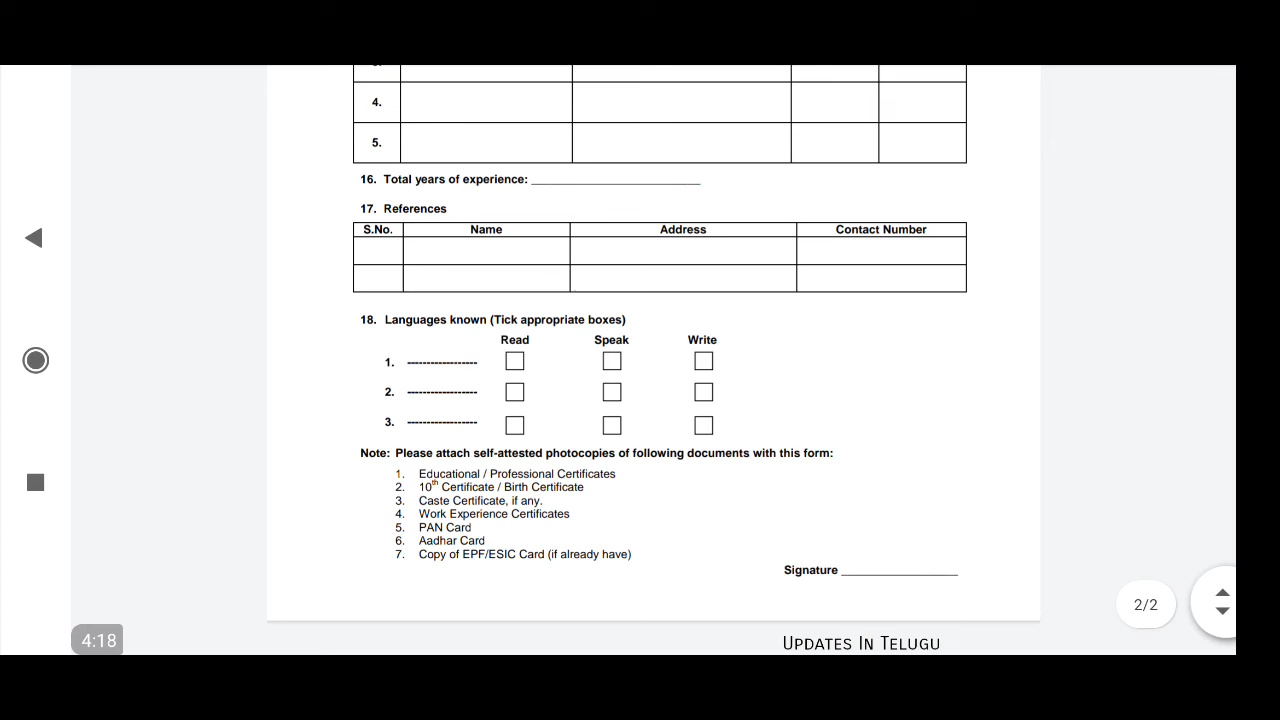 4.
5.
16. Total years of experience: __________________________
17. References
S.No. Name Address Contact Number
18. Languages known (Tick appropriate boxes)
Read Speak Write
1. ------------------
2. ------------------
3. ------------------
Note: Please attach self-attested photocopies of following documents with this form:
1. Educational / Professional Certificates
2. 10th Certificate / Birth Certificate
3. Caste Certificate, if any.
4. Work Experience Certificates
5. PAN Card
6. Aadhar Card
7. Copy of EPF/ESIC Card (if already have)
Signature __________________
2/2
4:18
UPDATES IN TELUGU